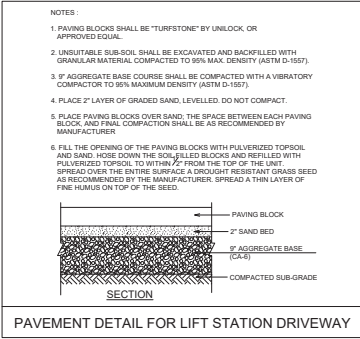 NOTES :
1. PAVING BLOCKS SHALL BE "TURFSTONE" BY UNILOCK, OR
APPROVED EQUAL.
2. UNSUITABLE SUB-SOIL SHALL BE EXCAVATED AND BACKFILLED WITH
GRANULAR MATERIAL COMPACTED TO 95% MAX. DENSITY (ASTM D-1557).
3. 9" AGGREGATE BASE COURSE SHALL BE COMPACTED WITH A VIBRATORY
COMPACTOR TO 95% MAXIMUM DENSITY (ASTM D-1557).
4. PLACE 2" LAYER OF GRADED SAND, LEVELLED. DO NOT COMPACT.
5. PLACE PAVING BLOCKS OVER SAND; THE SPACE BETWEEN EACH PAVING
BLOCK, AND FINAL COMPACTION SHALL BE AS RECOMMENDED BY
MANUFACTURER
6. FILL THE OPENING OF THE PAVING BLOCKS WITH PULVERIZED TOPSOIL
AND SAND. HOSE DOWN THE SOIL FILLED BLOCKS AND REFILLED WITH
PULVERIZED TOPSOIL TO WITHIN 1/2" FROM THE TOP OF THE UNIT.
SPREAD OVER THE ENTIRE SURFACE A DROUGHT RESISTANT GRASS SEED
AS RECOMMENDED BY THE MANUFACTURER. SPREAD A THIN LAYER OF
FINE HUMUS ON TOP OF THE SEED.
PAVING BLOCK
2" SAND BED
9" AGGREGATE BASE
(CA-6)
COMPACTED SUB-GRADE
SECTION
PAVEMENT DETAIL FOR LIFT STATION DRIVEWAY